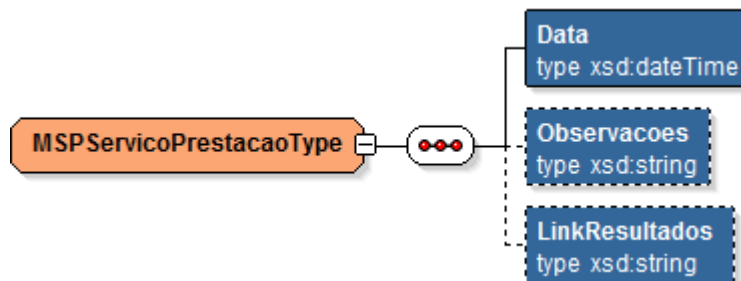 MSPServicoPrestacaoType
Data
type xsd:dateTime
Observacoes
type xsd:string
LinkResultados
type xsd:string